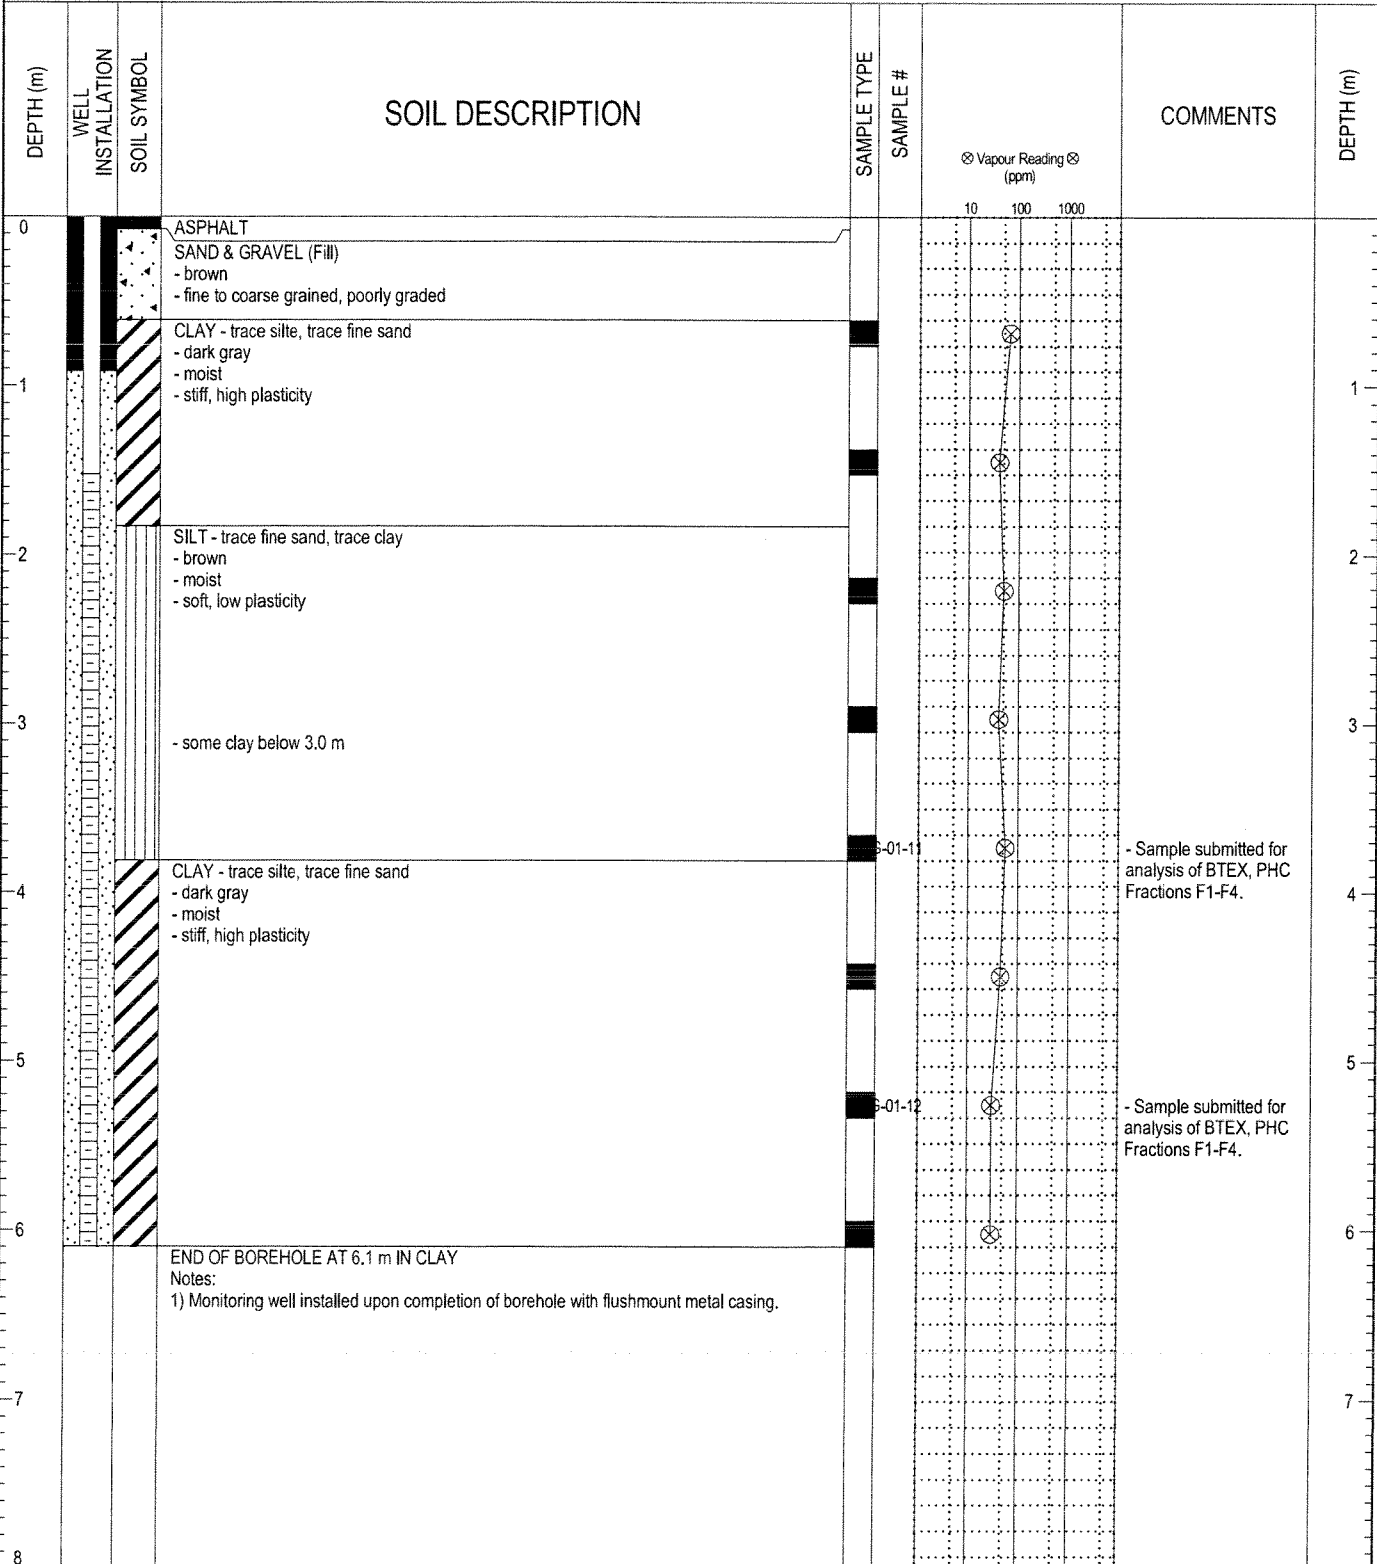 DEPTH (m)
WELL
INSTALLATION
SOIL SYMBOL
SOIL DESCRIPTION
SAMPLE TYPE
SAMPLE #
⊗ Vapour Reading ⊗
(ppm)
10 100 1000
COMMENTS
DEPTH (m)
0
ASPHALT
SAND & GRAVEL (Fill)
- brown
- fine to coarse grained, poorly graded
CLAY - trace silte, trace fine sand
- dark gray
- moist
- stiff, high plasticity
1
1
SILT - trace fine sand, trace clay
- brown
- moist
- soft, low plasticity
2
2
3
3
- some clay below 3.0 m
-01-11
- Sample submitted for
analysis of BTEX, PHC
Fractions F1-F4.
CLAY - trace silte, trace fine sand
- dark gray
- moist
- stiff, high plasticity
4
4
5
5
-01-12
- Sample submitted for
analysis of BTEX, PHC
Fractions F1-F4.
6
6
END OF BOREHOLE AT 6.1 m IN CLAY
Notes:
1) Monitoring well installed upon completion of borehole with flushmount metal casing.
7
7
8